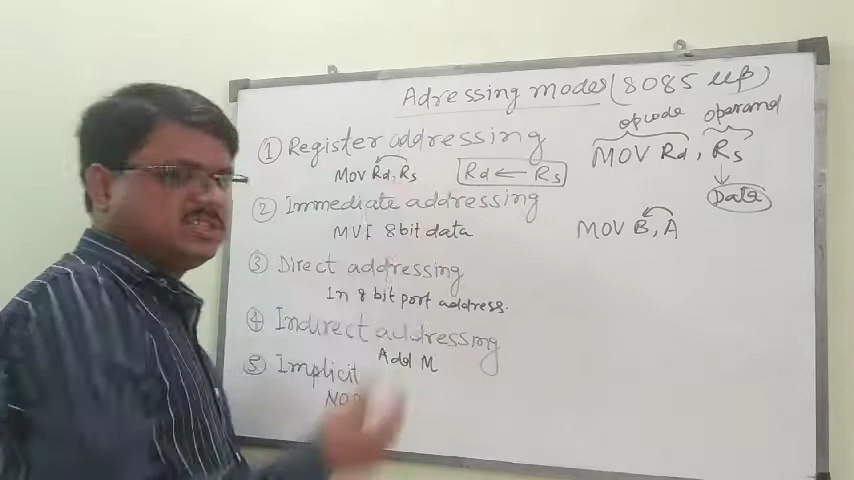 Adressing modes (8085 μp)
① Register addressing
MOV Rd, Rs
Rd ← Rs
② Immediate addressing
MVI 8 bit data
③ Direct addressing
In 8 bit port address.
④ Indirect addressing
Add M
⑤ Implicit
opcode operand
MOV Rd, Rs
Data
MOV B, A